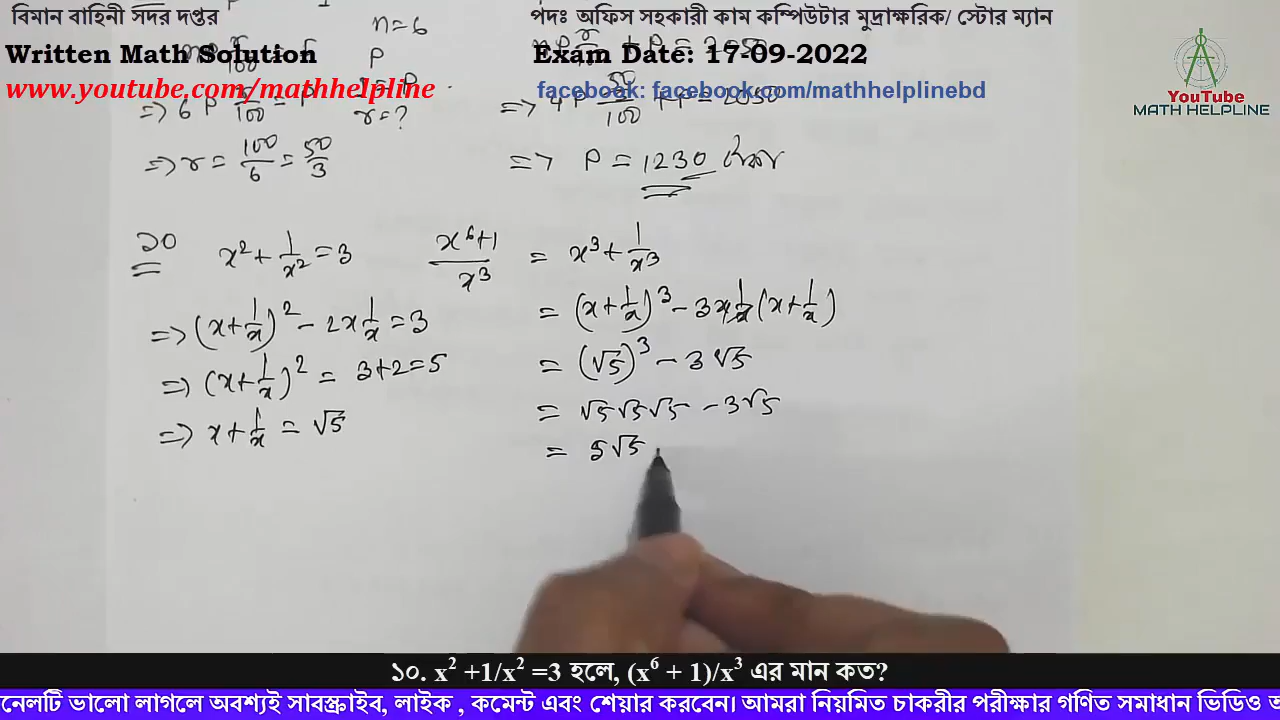 বিমান বাহিনী সদর দপ্তর
পদঃ অফিস সহকারী কাম কম্পিউটার মুদ্রাক্ষরিক/ স্টোর ম্যান
n = 6
Written Math Solution
Exam Date: 17-09-2022
P
www.youtube.com/mathhelpline
facebook: facebook.com/mathhelplinebd
YouTube
MATH HELPLINE
r = ?
⇒ r = 100/6 = 50/3
⇒ P = 1230 টাকা
১০ x² + 1/x² = 3
(x⁶+1)/x³ = x³ + 1/x³
⇒ (x + 1/x)² - 2x 1/x = 3
= (x + 1/x)³ - 3x 1/x (x + 1/x)
⇒ (x + 1/x)² = 3+2 = 5
= (√5)³ - 3√5
⇒ x + 1/x = √5
= √5√5√5 - 3√5
= 5√5
১০. x² +1/x² =3 হলে, (x⁶ + 1)/x³ এর মান কত?
নেলটি ভালো লাগলে অবশ্যই সাবস্ক্রাইব, লাইক , কমেন্ট এবং শেয়ার করবেন। আমরা নিয়মিত চাকরীর পরীক্ষার গণিত সমাধান ভিডিও